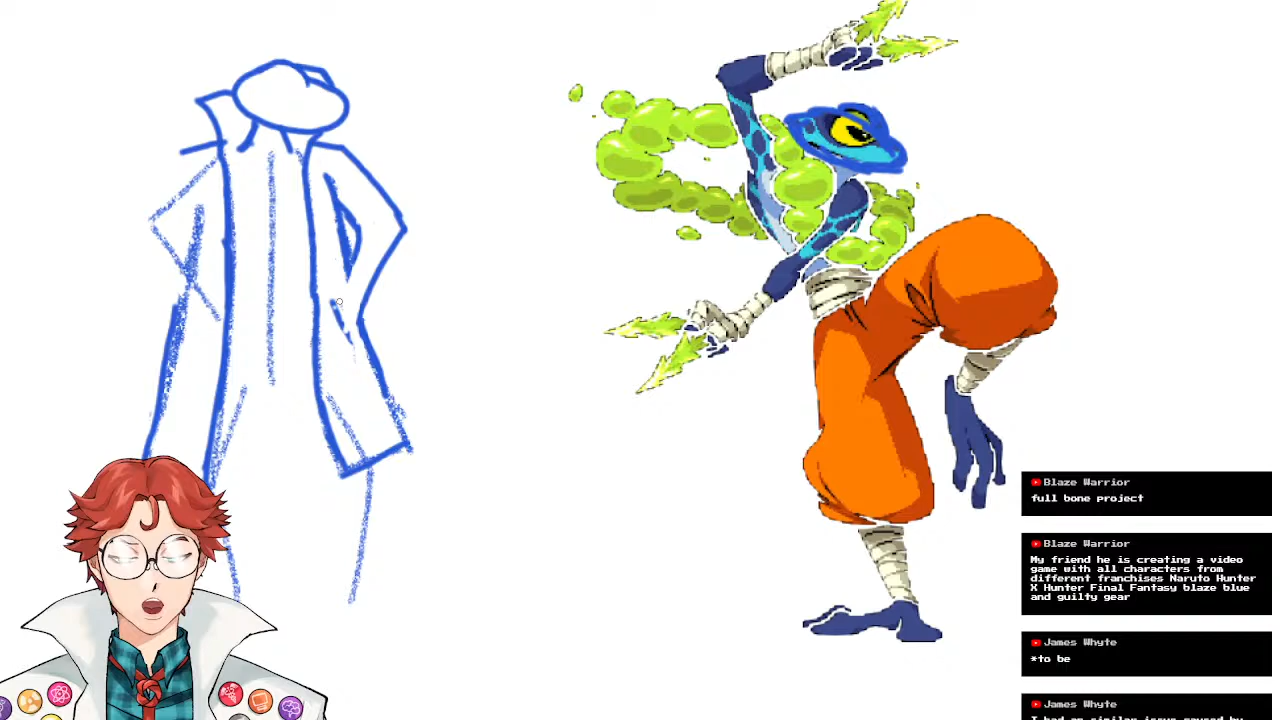 Blaze Warrior
full bone project
Blaze Warrior
My friend he is creating a video
game with all characters from
different franchises Naruto Hunter
X Hunter Final Fantasy blaze blue
and guilty gear
James Whyte
*to be
James Whyte